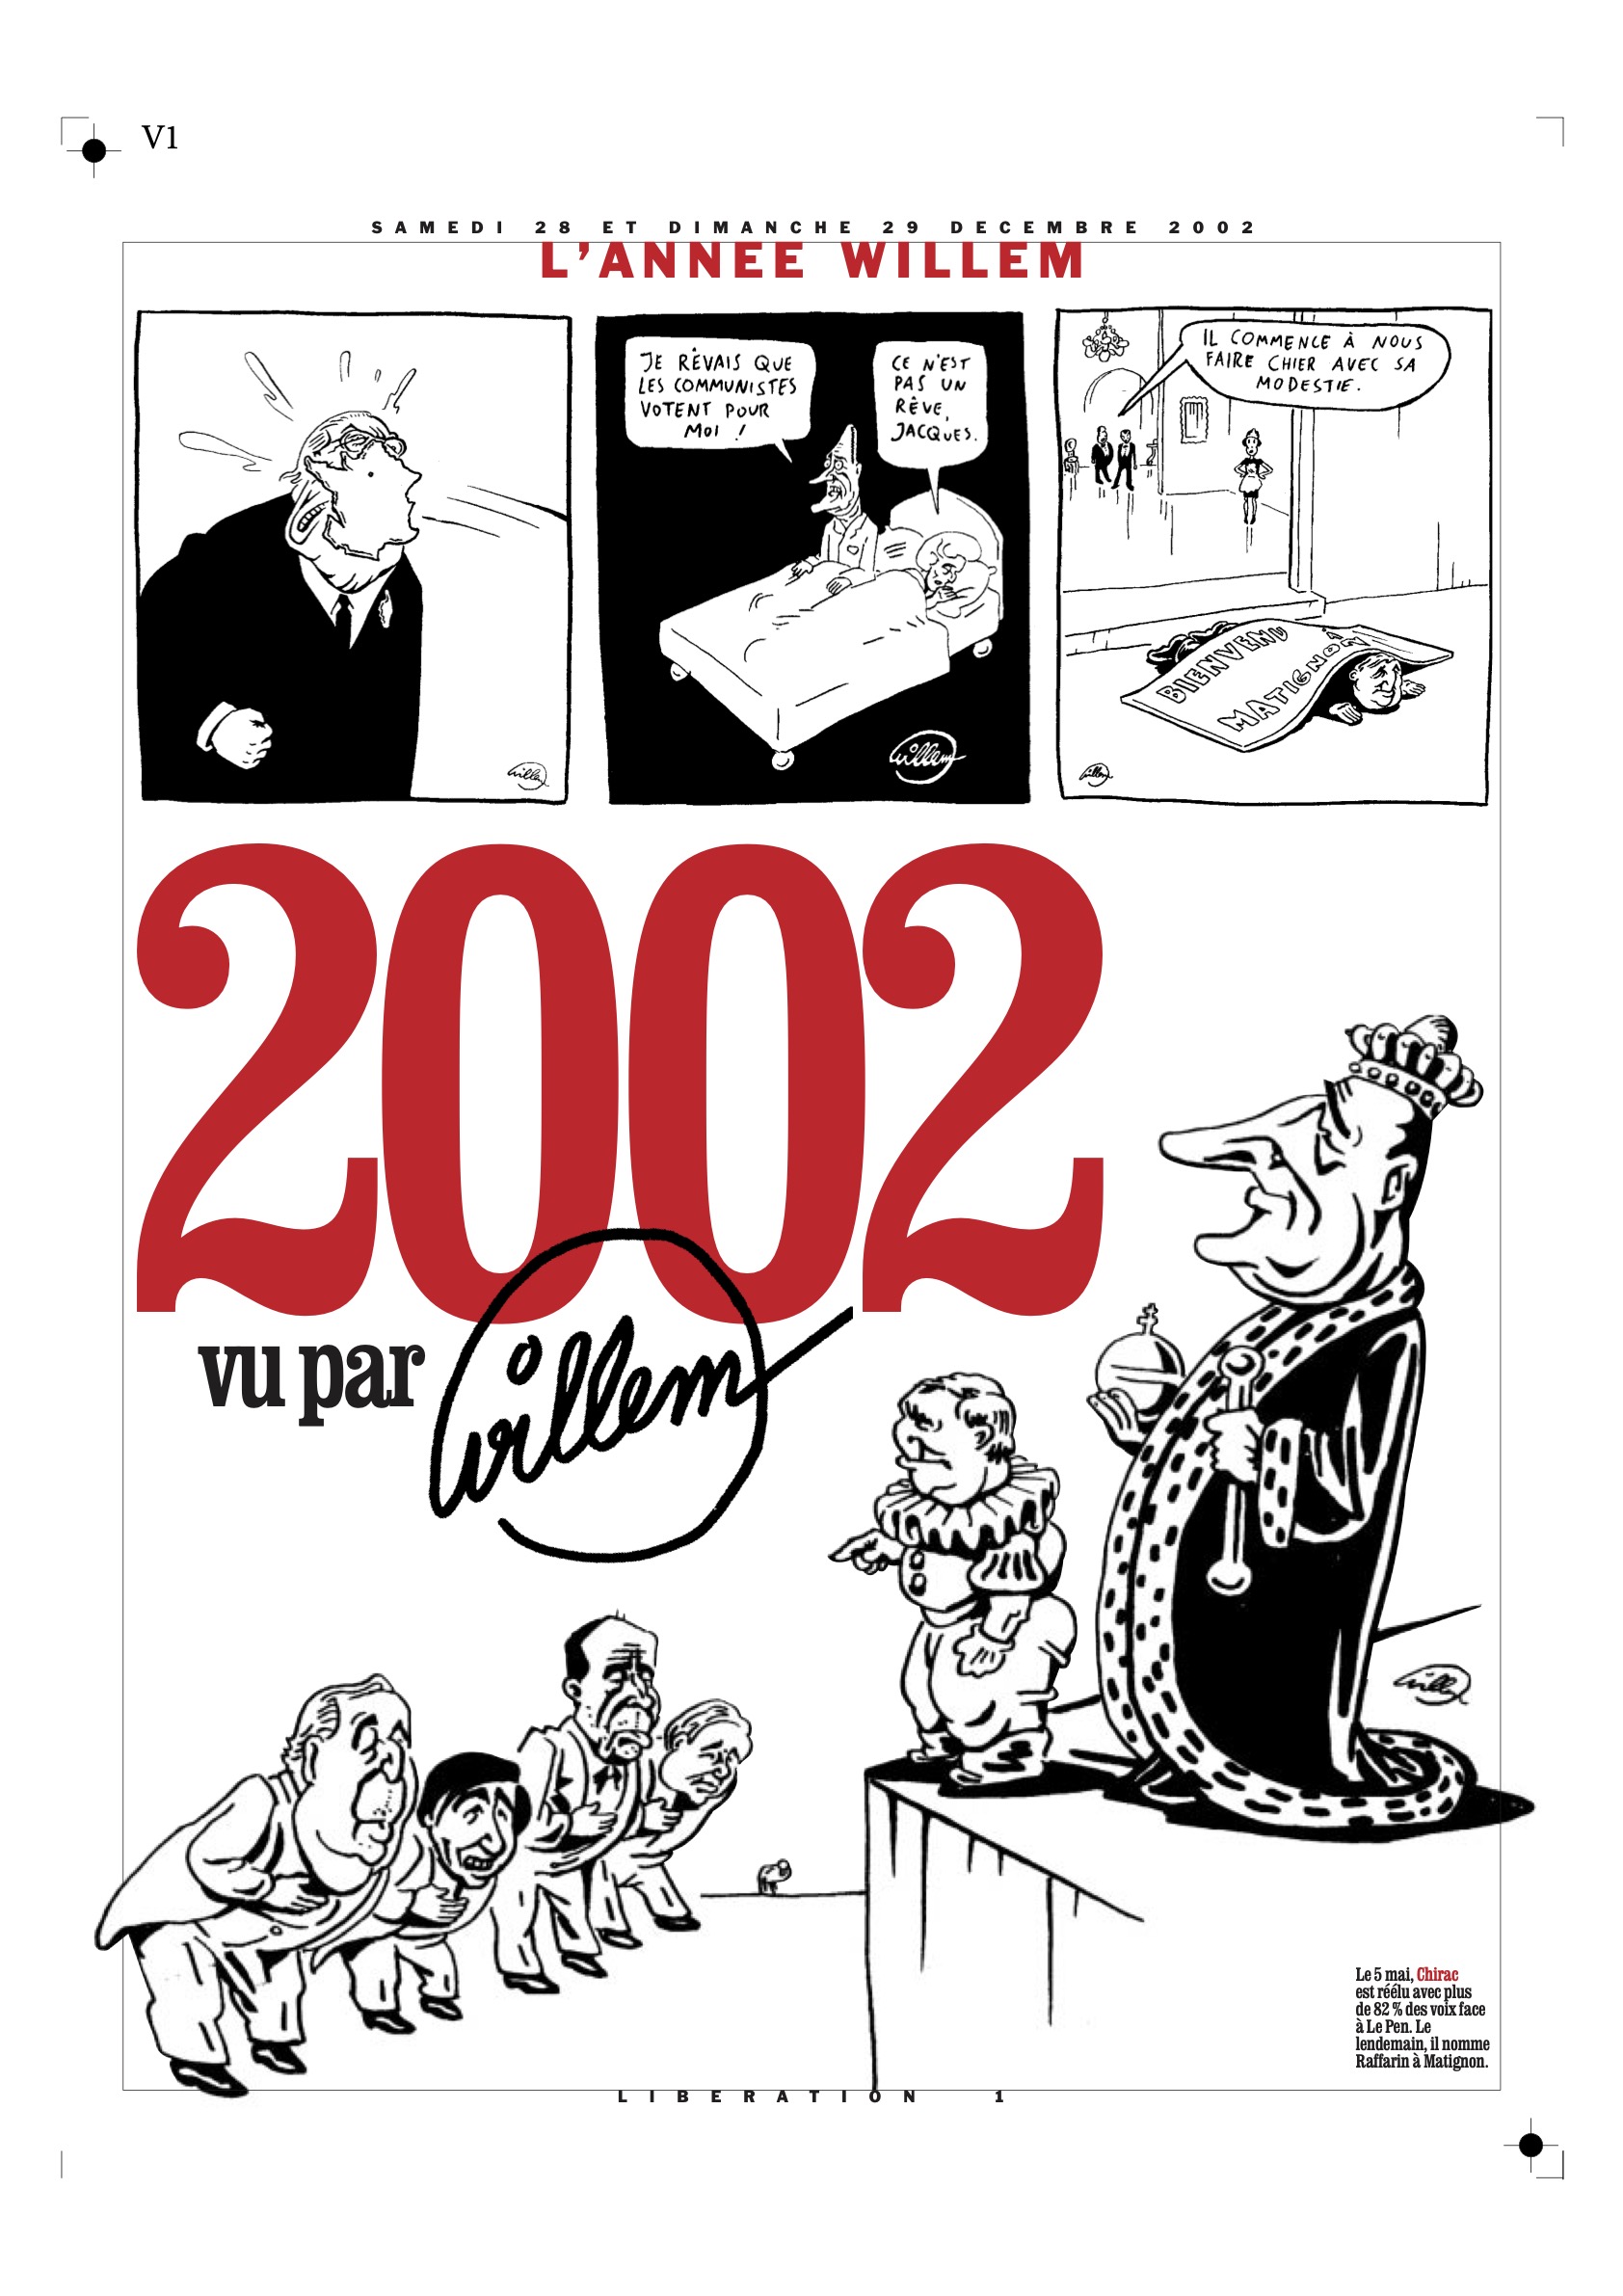 V1
SAMEDI 28 ET DIMANCHE 29 DECEMBRE 2002
L'ANNEE WILLEM
JE RÊVAIS QUE
LES COMMUNISTES
VOTENT POUR
MOI !
CE N'EST
PAS UN
RÊVE,
JACQUES.
IL COMMENCE À NOUS
FAIRE CHIER AVEC SA
MODESTIE.
BIENVENU À
MATIGNON
willem
willem
willem
2002
vu par willem
willem
Le 5 mai, Chirac
est réélu avec plus
de 82 % des voix face
à Le Pen. Le
lendemain, il nomme
Raffarin à Matignon.
LIBERATION 1